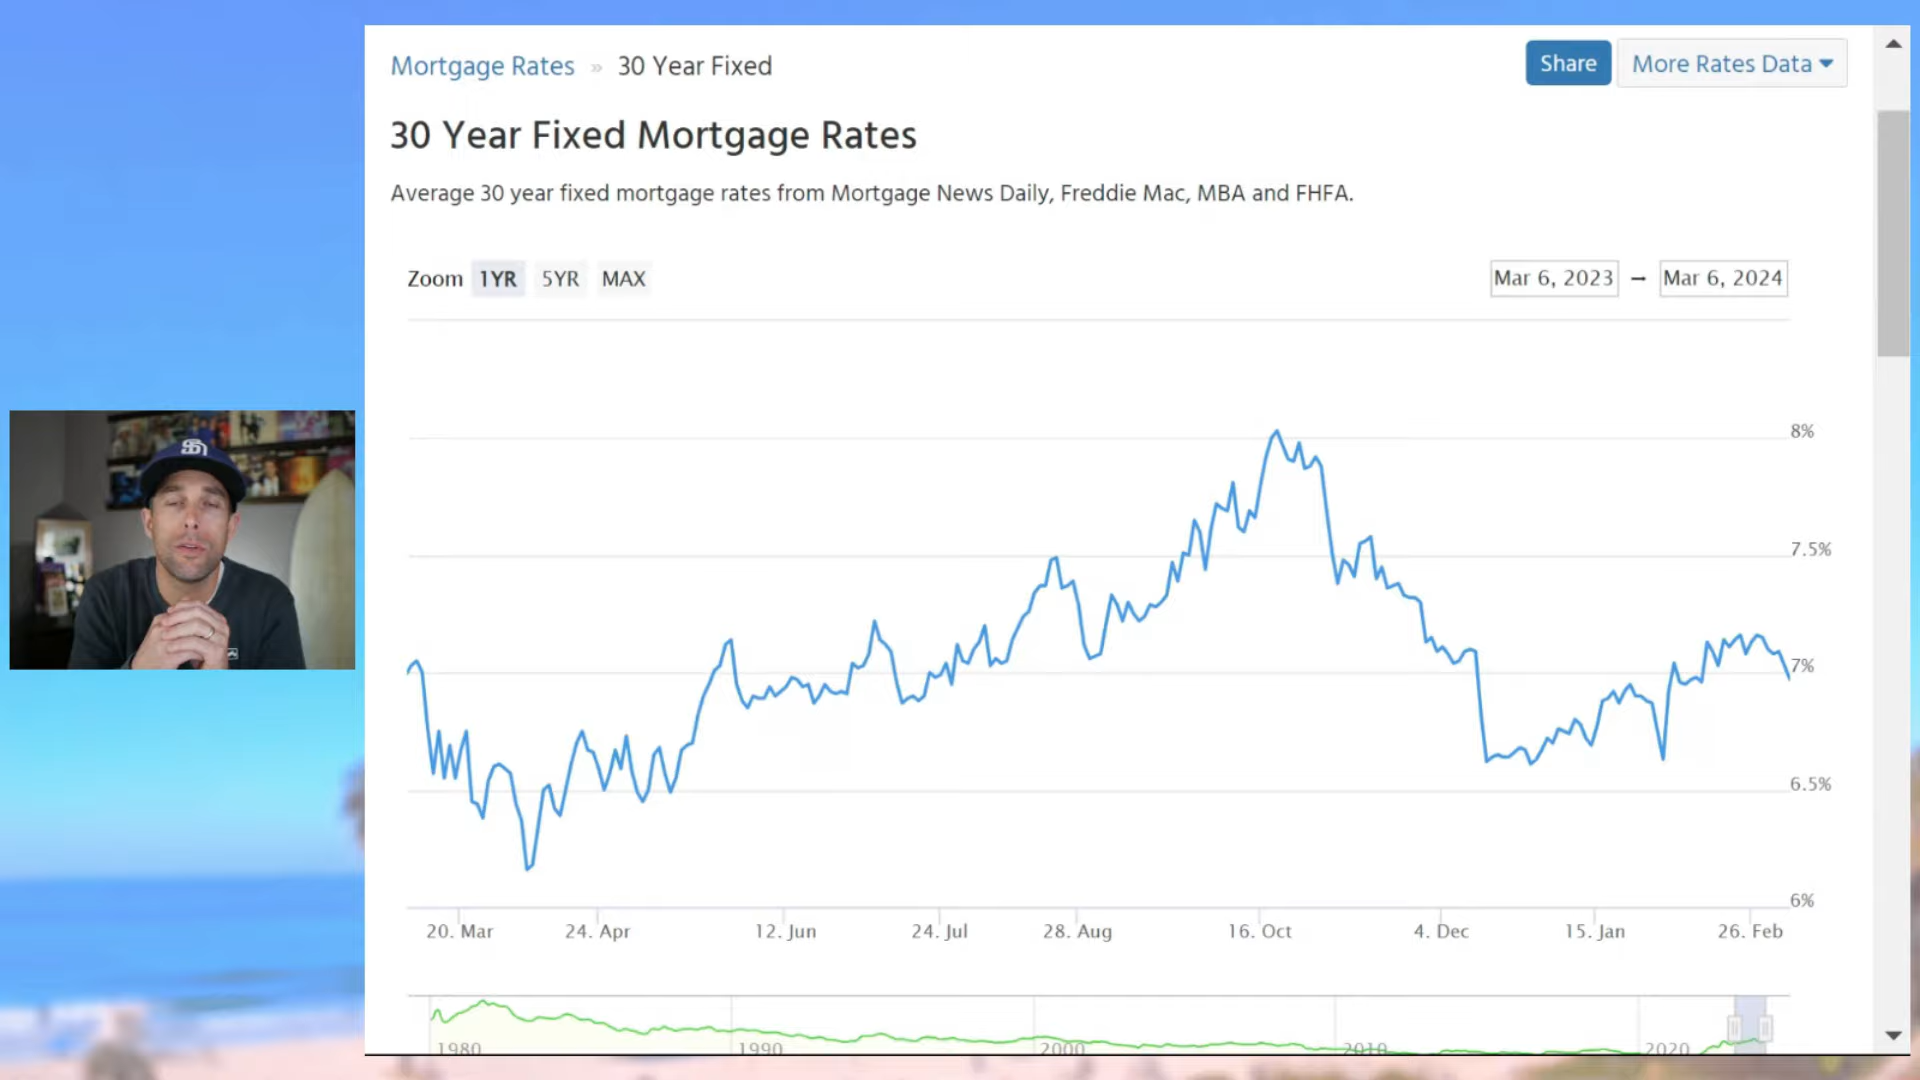 Mortgage Rates » 30 Year Fixed
Share
More Rates Data
30 Year Fixed Mortgage Rates
Average 30 year fixed mortgage rates from Mortgage News Daily, Freddie Mac, MBA and FHFA.
Zoom 1YR 5YR MAX
Mar 6, 2023 – Mar 6, 2024
8%
7.5%
7%
6.5%
6%
20. Mar 24. Apr 12. Jun 24. Jul 28. Aug 16. Oct 4. Dec 15. Jan 26. Feb
1980 1990 2000 2010 2020
SD